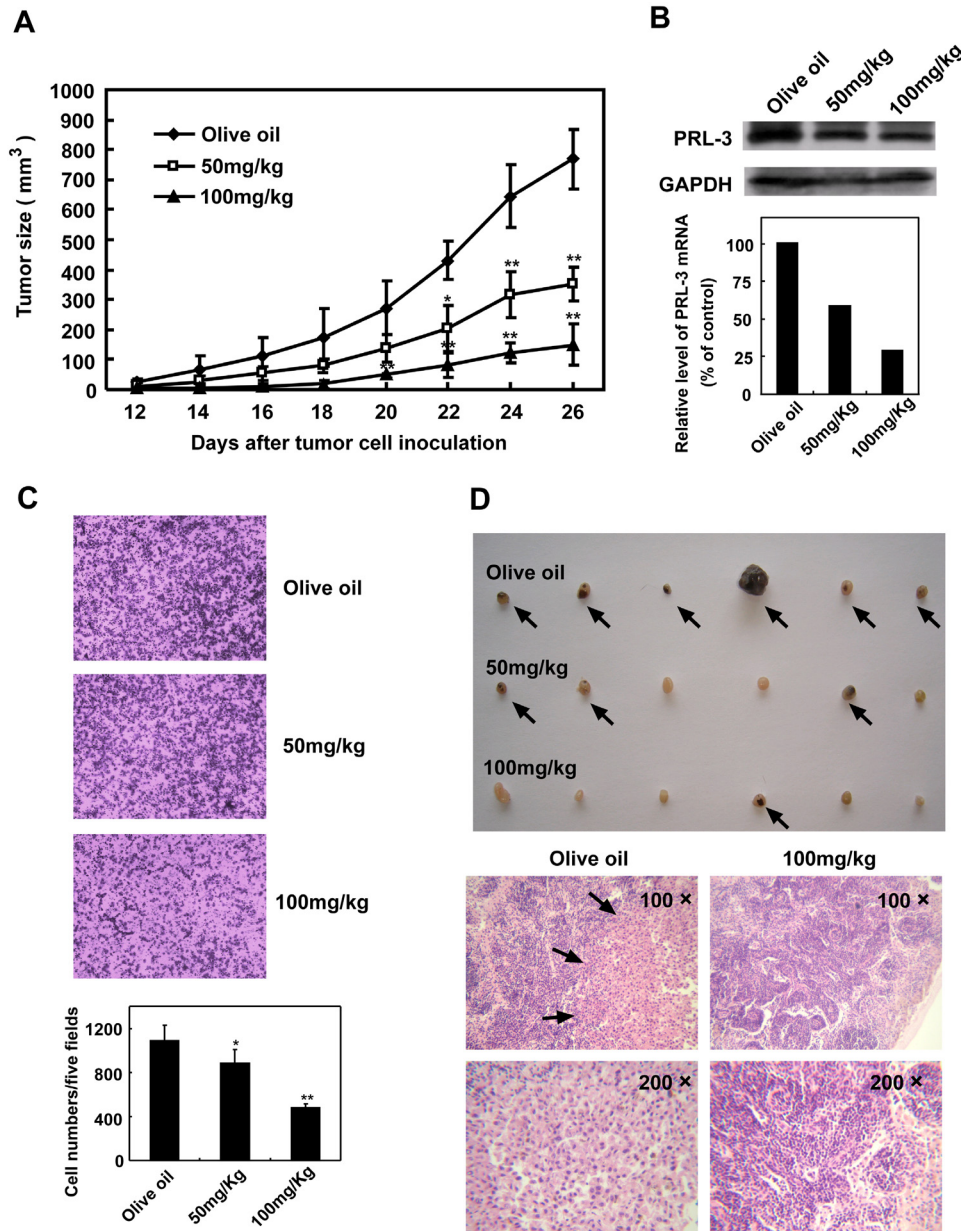 A
1000
900
800
700
600
500
400
300
200
100
0
Tumor size ( mm³ )
Olive oil
50mg/kg
100mg/kg
*
**
**
**
**
**
**
**
12 14 16 18 20 22 24 26
Days after tumor cell inoculation
B
Olive oil 50mg/kg 100mg/kg
PRL-3
GAPDH
Relative level of PRL-3 mRNA
(% of control)
100
75
50
25
0
Olive oil 50mg/Kg 100mg/Kg
C
Olive oil
50mg/kg
100mg/kg
Cell numbers/five fields
1200
800
400
0
*
**
Olive oil 50mg/Kg 100mg/Kg
D
Olive oil
50mg/kg
100mg/kg
Olive oil 100mg/kg
100 × 100 ×
200 × 200 ×